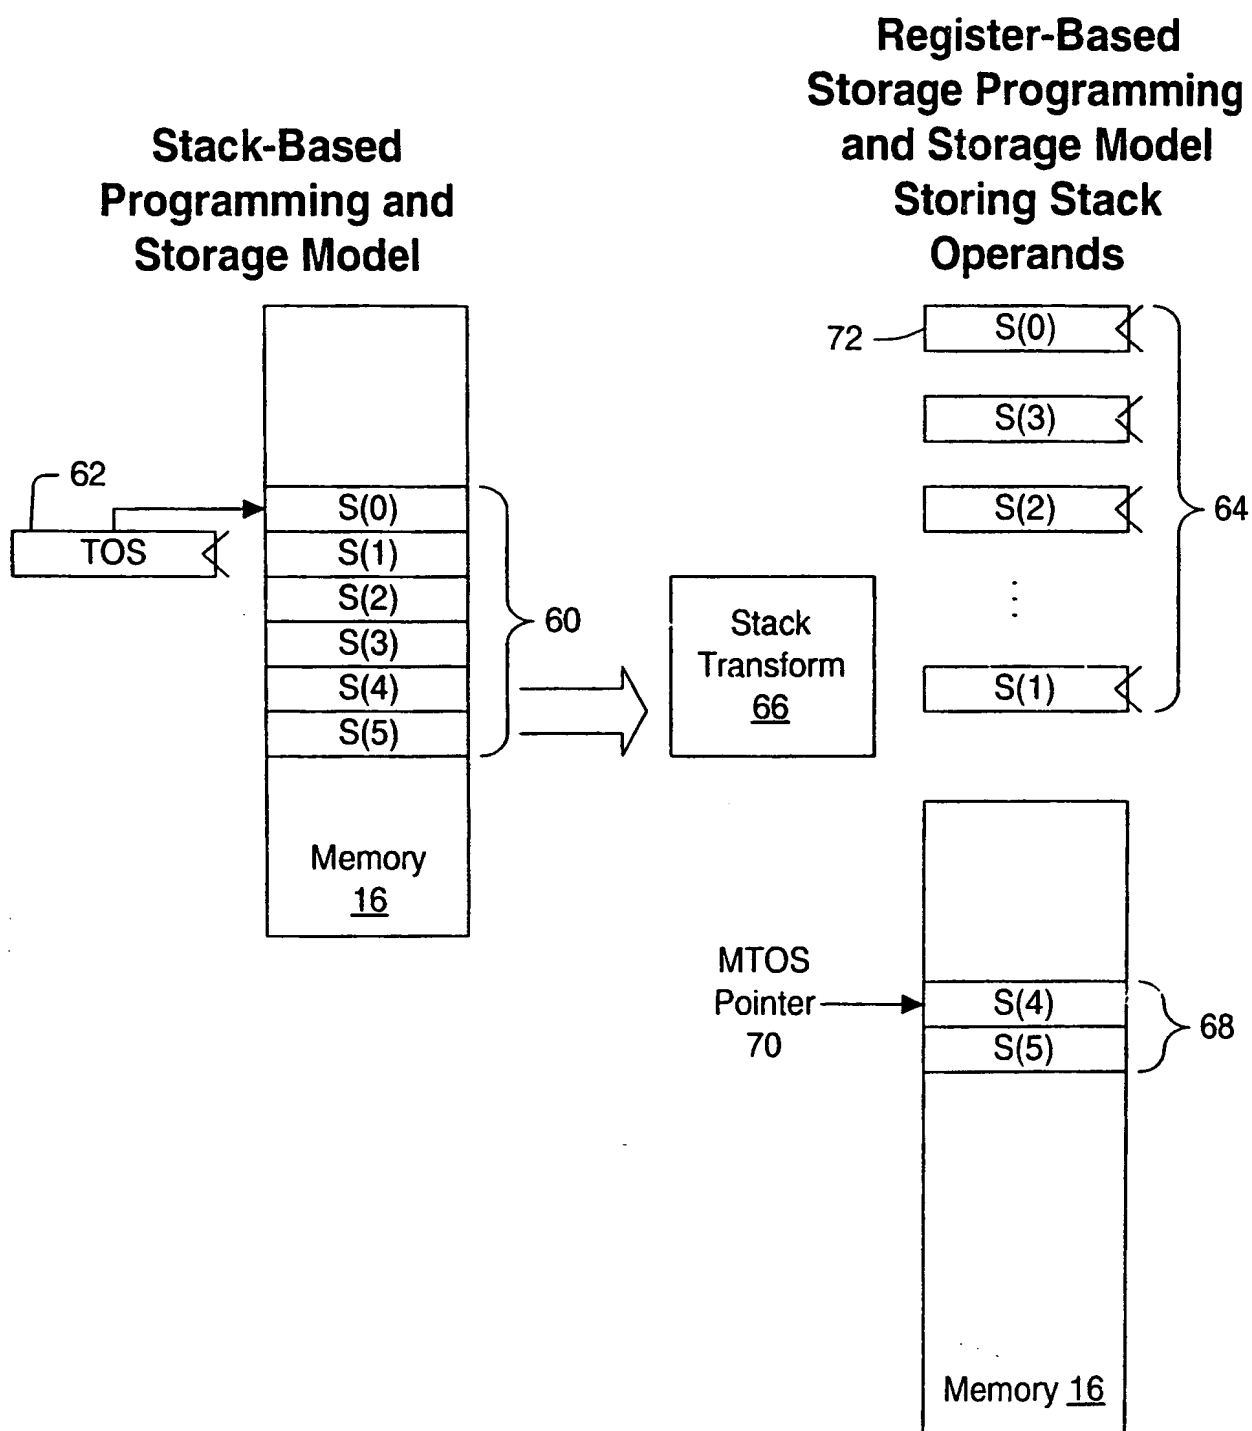 Stack-Based
Programming and
Storage Model
62
TOS
S(0)
S(1)
S(2)
S(3)
S(4)
S(5)
60
Memory
16
Stack
Transform
66
Register-Based
Storage Programming
and Storage Model
Storing Stack
Operands
72
S(0)
S(3)
S(2)
⋮
S(1)
64
MTOS
Pointer
70
S(4)
S(5)
68
Memory 16